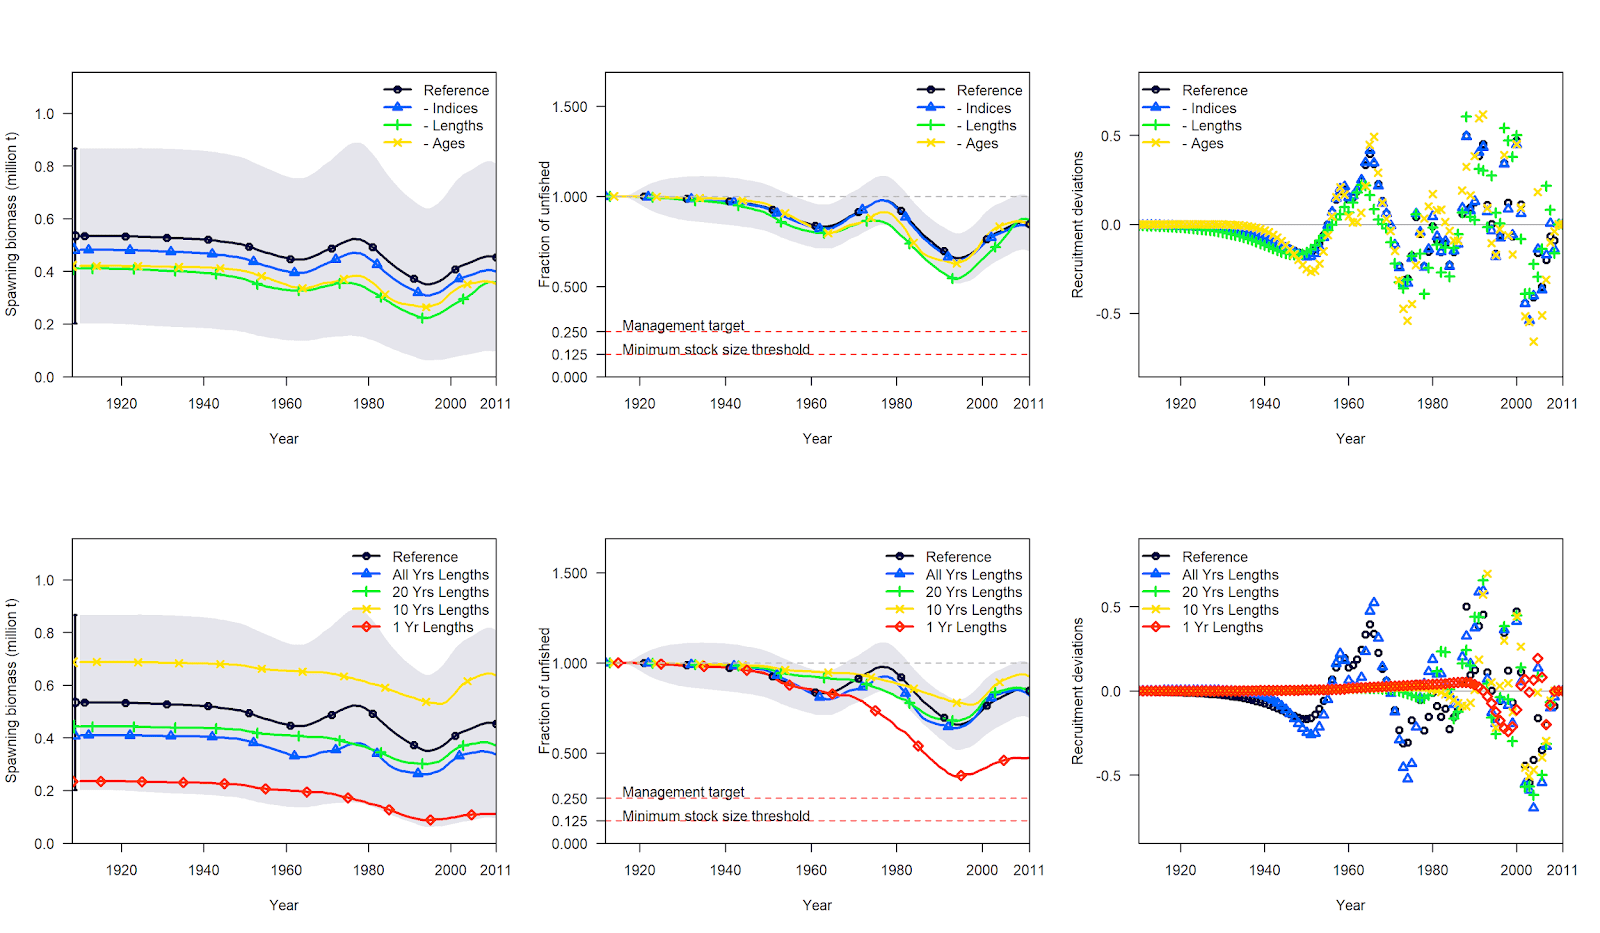 Spawning biomass (million t)
1.0
0.8
0.6
0.4
0.2
0.0
Reference
- Indices
- Lengths
- Ages
1920 1940 1960 1980 2000 2011
Year
Fraction of unfished
1.500
1.000
0.500
0.250
0.125
0.000
Reference
- Indices
- Lengths
- Ages
Management target
Minimum stock size threshold
1920 1940 1960 1980 2000 2011
Year
Recruitment deviations
0.5
0.0
-0.5
Reference
- Indices
- Lengths
- Ages
1920 1940 1960 1980 2000 2011
Year
Spawning biomass (million t)
1.0
0.8
0.6
0.4
0.2
0.0
Reference
All Yrs Lengths
20 Yrs Lengths
10 Yrs Lengths
1 Yr Lengths
1920 1940 1960 1980 2000 2011
Year
Fraction of unfished
1.500
1.000
0.500
0.250
0.125
0.000
Reference
All Yrs Lengths
20 Yrs Lengths
10 Yrs Lengths
1 Yr Lengths
Management target
Minimum stock size threshold
1920 1940 1960 1980 2000 2011
Year
Recruitment deviations
0.5
0.0
-0.5
Reference
All Yrs Lengths
20 Yrs Lengths
10 Yrs Lengths
1 Yr Lengths
1920 1940 1960 1980 2000 2011
Year